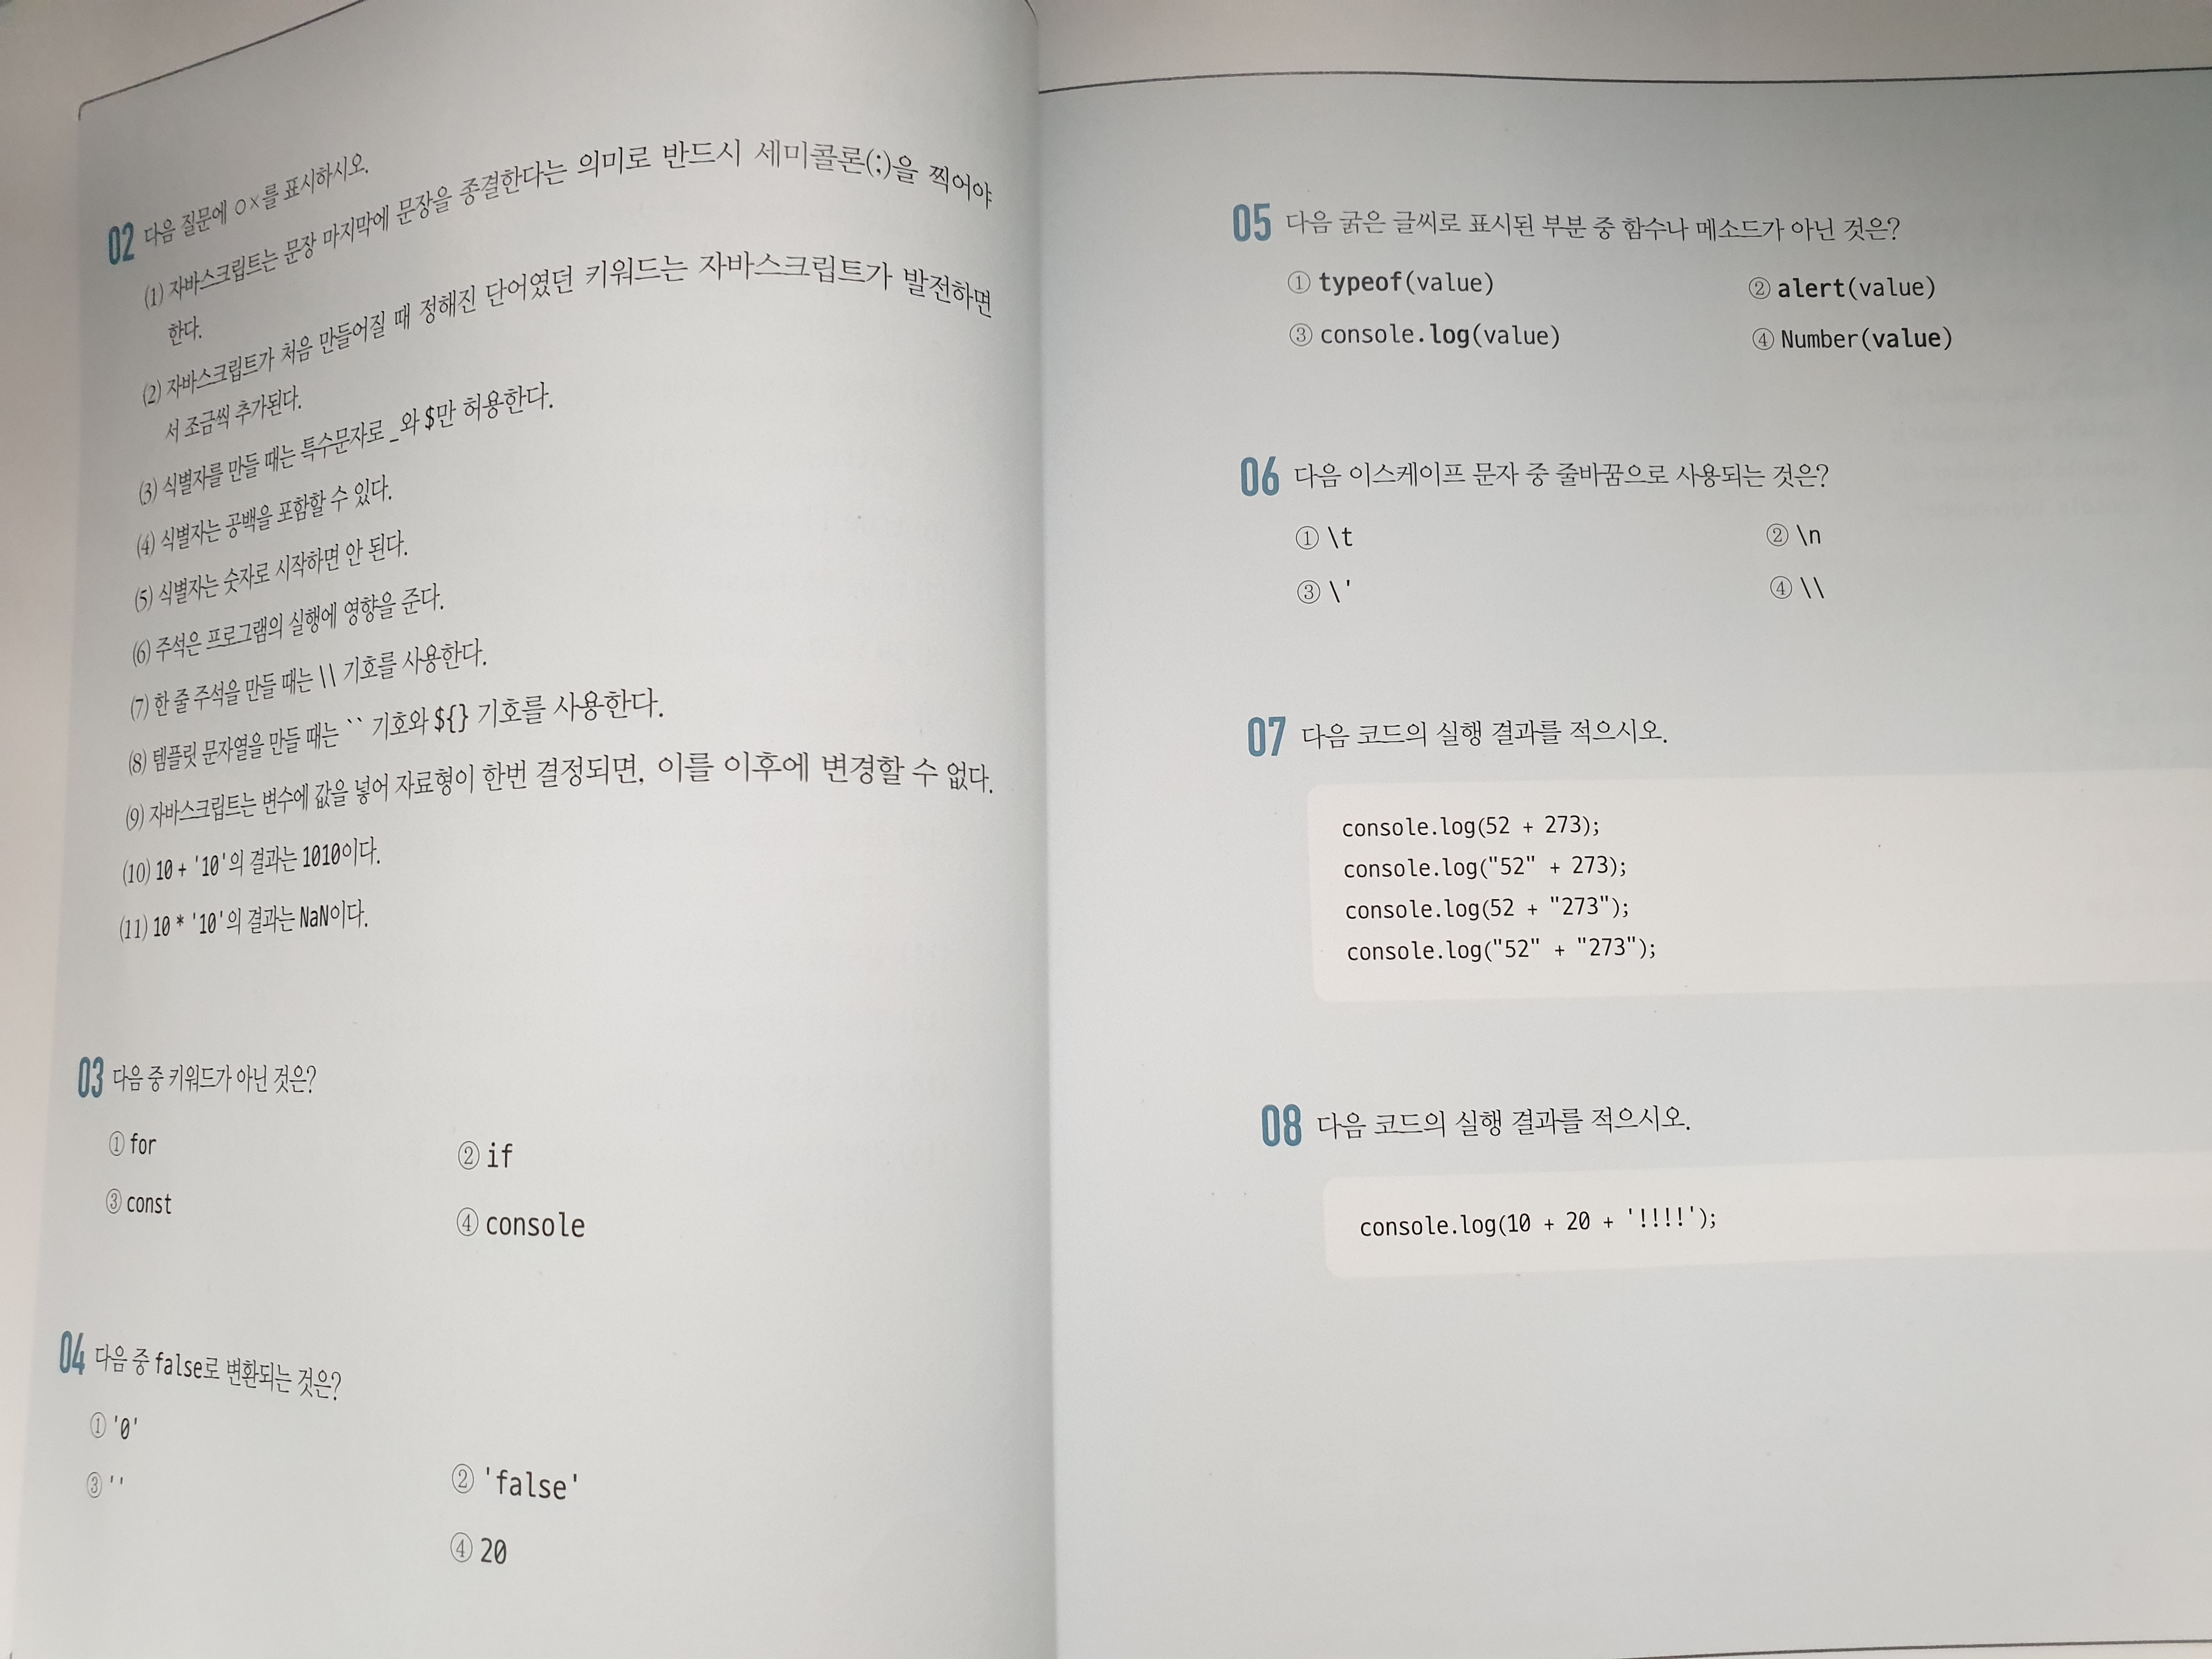 02 다음 질문에 ○×를 표시하시오.
(1) 자바스크립트는 문장 마지막에 문장을 종결한다는 의미로 반드시 세미콜론(;)을 찍어야
한다.
(2) 자바스크립트가 처음 만들어질 때 정해진 단어였던 키워드는 자바스크립트가 발전하면
서 조금씩 추가된다.
(3) 식별자를 만들 때는 특수문자로 _와 $만 허용한다.
(4) 식별자는 공백을 포함할 수 있다.
(5) 식별자는 숫자로 시작하면 안 된다.
(6) 주석은 프로그램의 실행에 영향을 준다.
(7) 한 줄 주석을 만들 때는 \\ 기호를 사용한다.
(8) 템플릿 문자열을 만들 때는 `` 기호와 ${} 기호를 사용한다.
(9) 자바스크립트는 변수에 값을 넣어 자료형이 한번 결정되면, 이를 이후에 변경할 수 없다.
(10) 10 + '10'의 결과는 1010이다.
(11) 10 * '10'의 결과는 NaN이다.
03 다음 중 키워드가 아닌 것은?
① for
② if
③ const
④ console
04 다음 중 false로 변환되는 것은?
① '0'
② 'false'
③ ''
④ 20
05 다음 굵은 글씨로 표시된 부분 중 함수나 메소드가 아닌 것은?
① typeof(value)
② alert(value)
③ console.log(value)
④ Number(value)
06 다음 이스케이프 문자 중 줄바꿈으로 사용되는 것은?
① \t
② \n
③ \'
④ \\
07 다음 코드의 실행 결과를 적으시오.
console.log(52 + 273);
console.log("52" + 273);
console.log(52 + "273");
console.log("52" + "273");
08 다음 코드의 실행 결과를 적으시오.
console.log(10 + 20 + '!!!!');